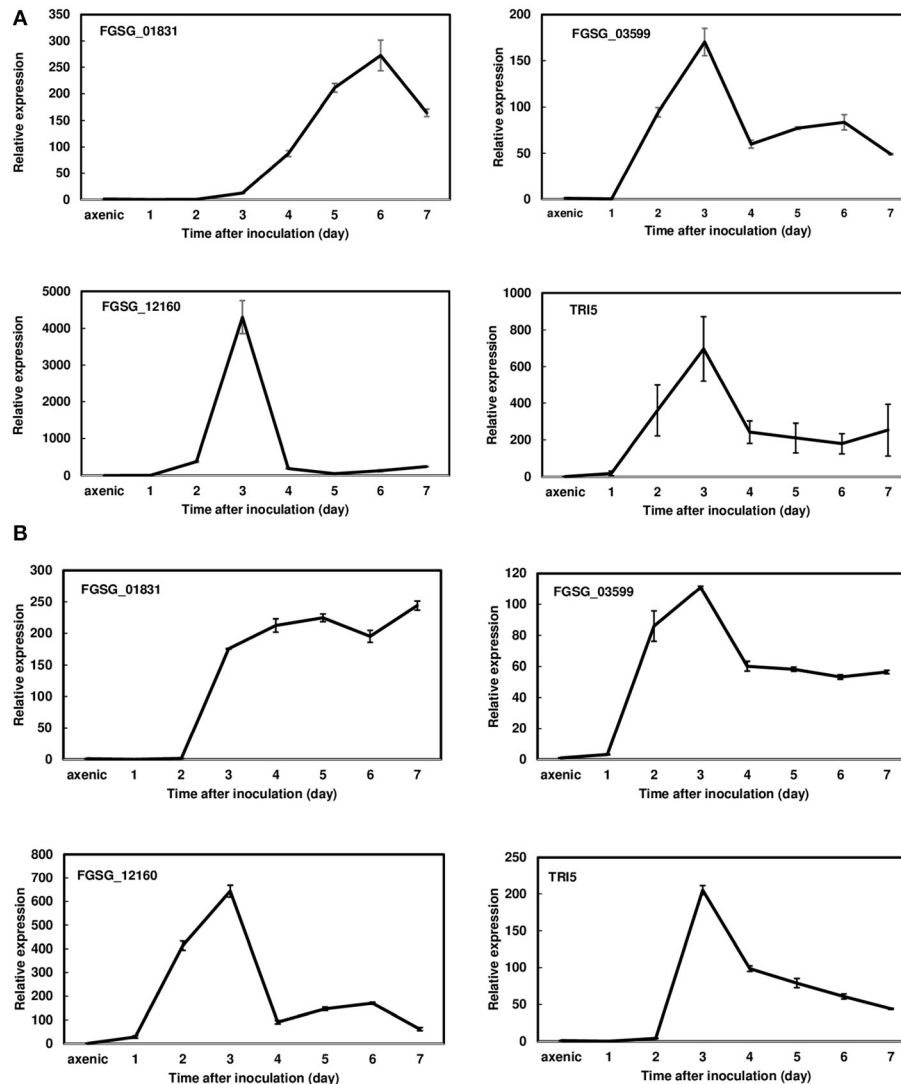 A
FGSG_01831
Relative expression
350
300
250
200
150
100
50
0
axenic 1 2 3 4 5 6 7
Time after inoculation (day)
FGSG_03599
Relative expression
200
150
100
50
0
axenic 1 2 3 4 5 6 7
Time after inoculation (day)
FGSG_12160
Relative expression
5000
4000
3000
2000
1000
0
axenic 1 2 3 4 5 6 7
Time after inoculation (day)
TRI5
Relative expression
1000
800
600
400
200
0
axenic 1 2 3 4 5 6 7
Time after inoculation (day)
B
FGSG_01831
Relative expression
300
250
200
150
100
50
0
axenic 1 2 3 4 5 6 7
Time after inoculation (day)
FGSG_03599
Relative expression
120
100
80
60
40
20
0
axenic 1 2 3 4 5 6 7
Time after inoculation (day)
FGSG_12160
Relative expression
800
700
600
500
400
300
200
100
0
axenic 1 2 3 4 5 6 7
Time after inoculation (day)
TRI5
Relative expression
250
200
150
100
50
0
axenic 1 2 3 4 5 6 7
Time after inoculation (day)